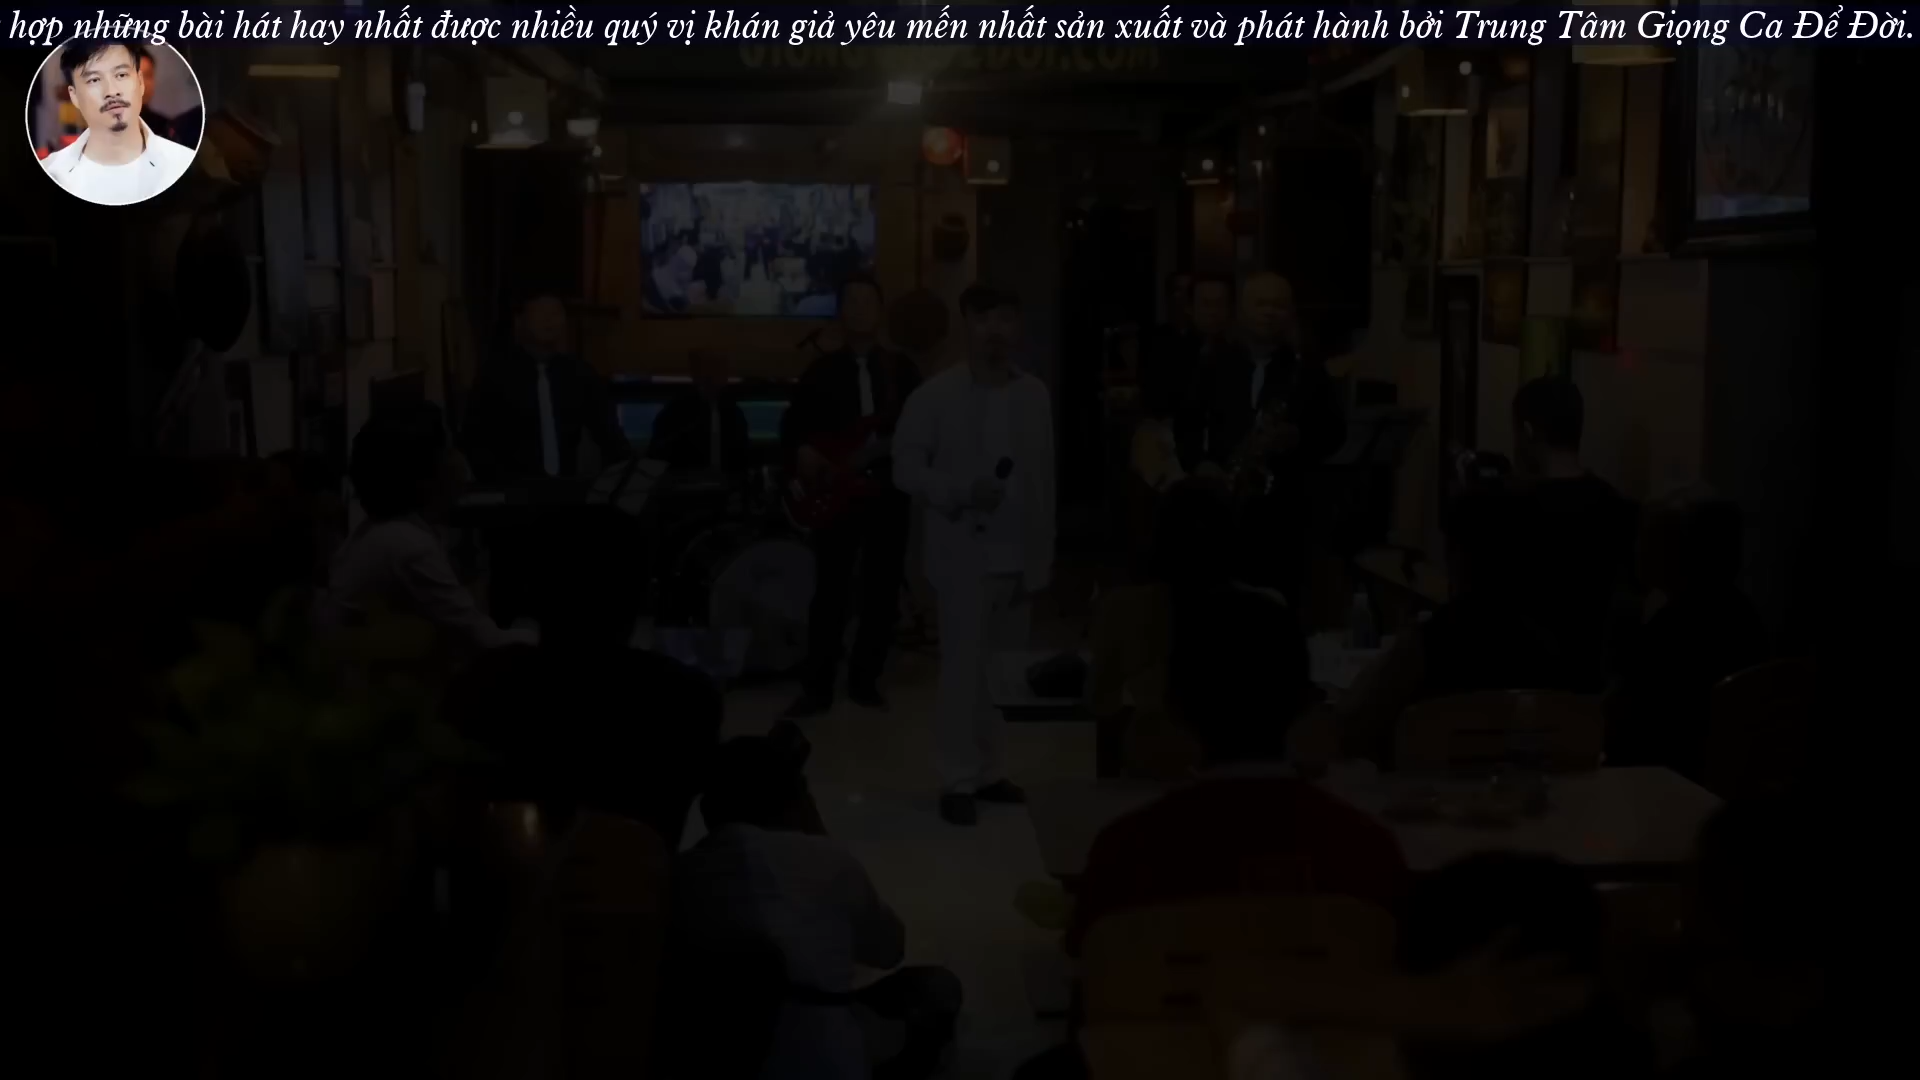 hợp những bài hát hay nhất được nhiều quý vị khán giả yêu mến nhất sản xuất và phát hành bởi Trung Tâm Giọng Ca Để Đời.